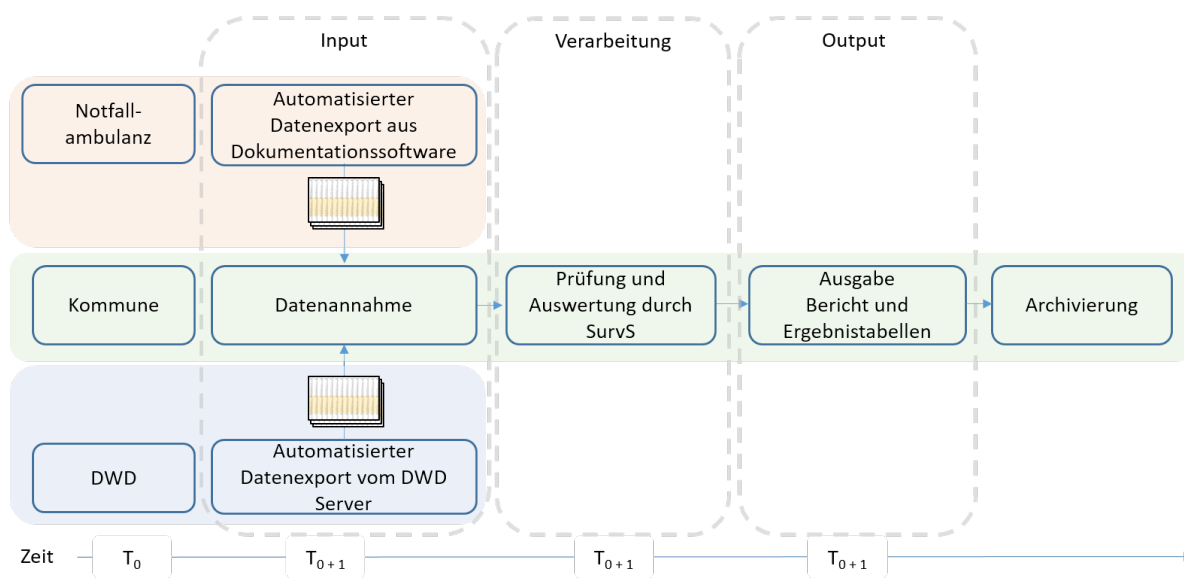 Input
Verarbeitung
Output
Notfall-
ambulanz
Automatisierter
Datenexport aus
Dokumentationssoftware
Kommune
Datenannahme
Prüfung und
Auswertung durch
SurvS
Ausgabe
Bericht und
Ergebnistabellen
Archivierung
DWD
Automatisierter
Datenexport vom DWD
Server
Zeit
T0
T0 + 1
T0 + 1
T0 + 1